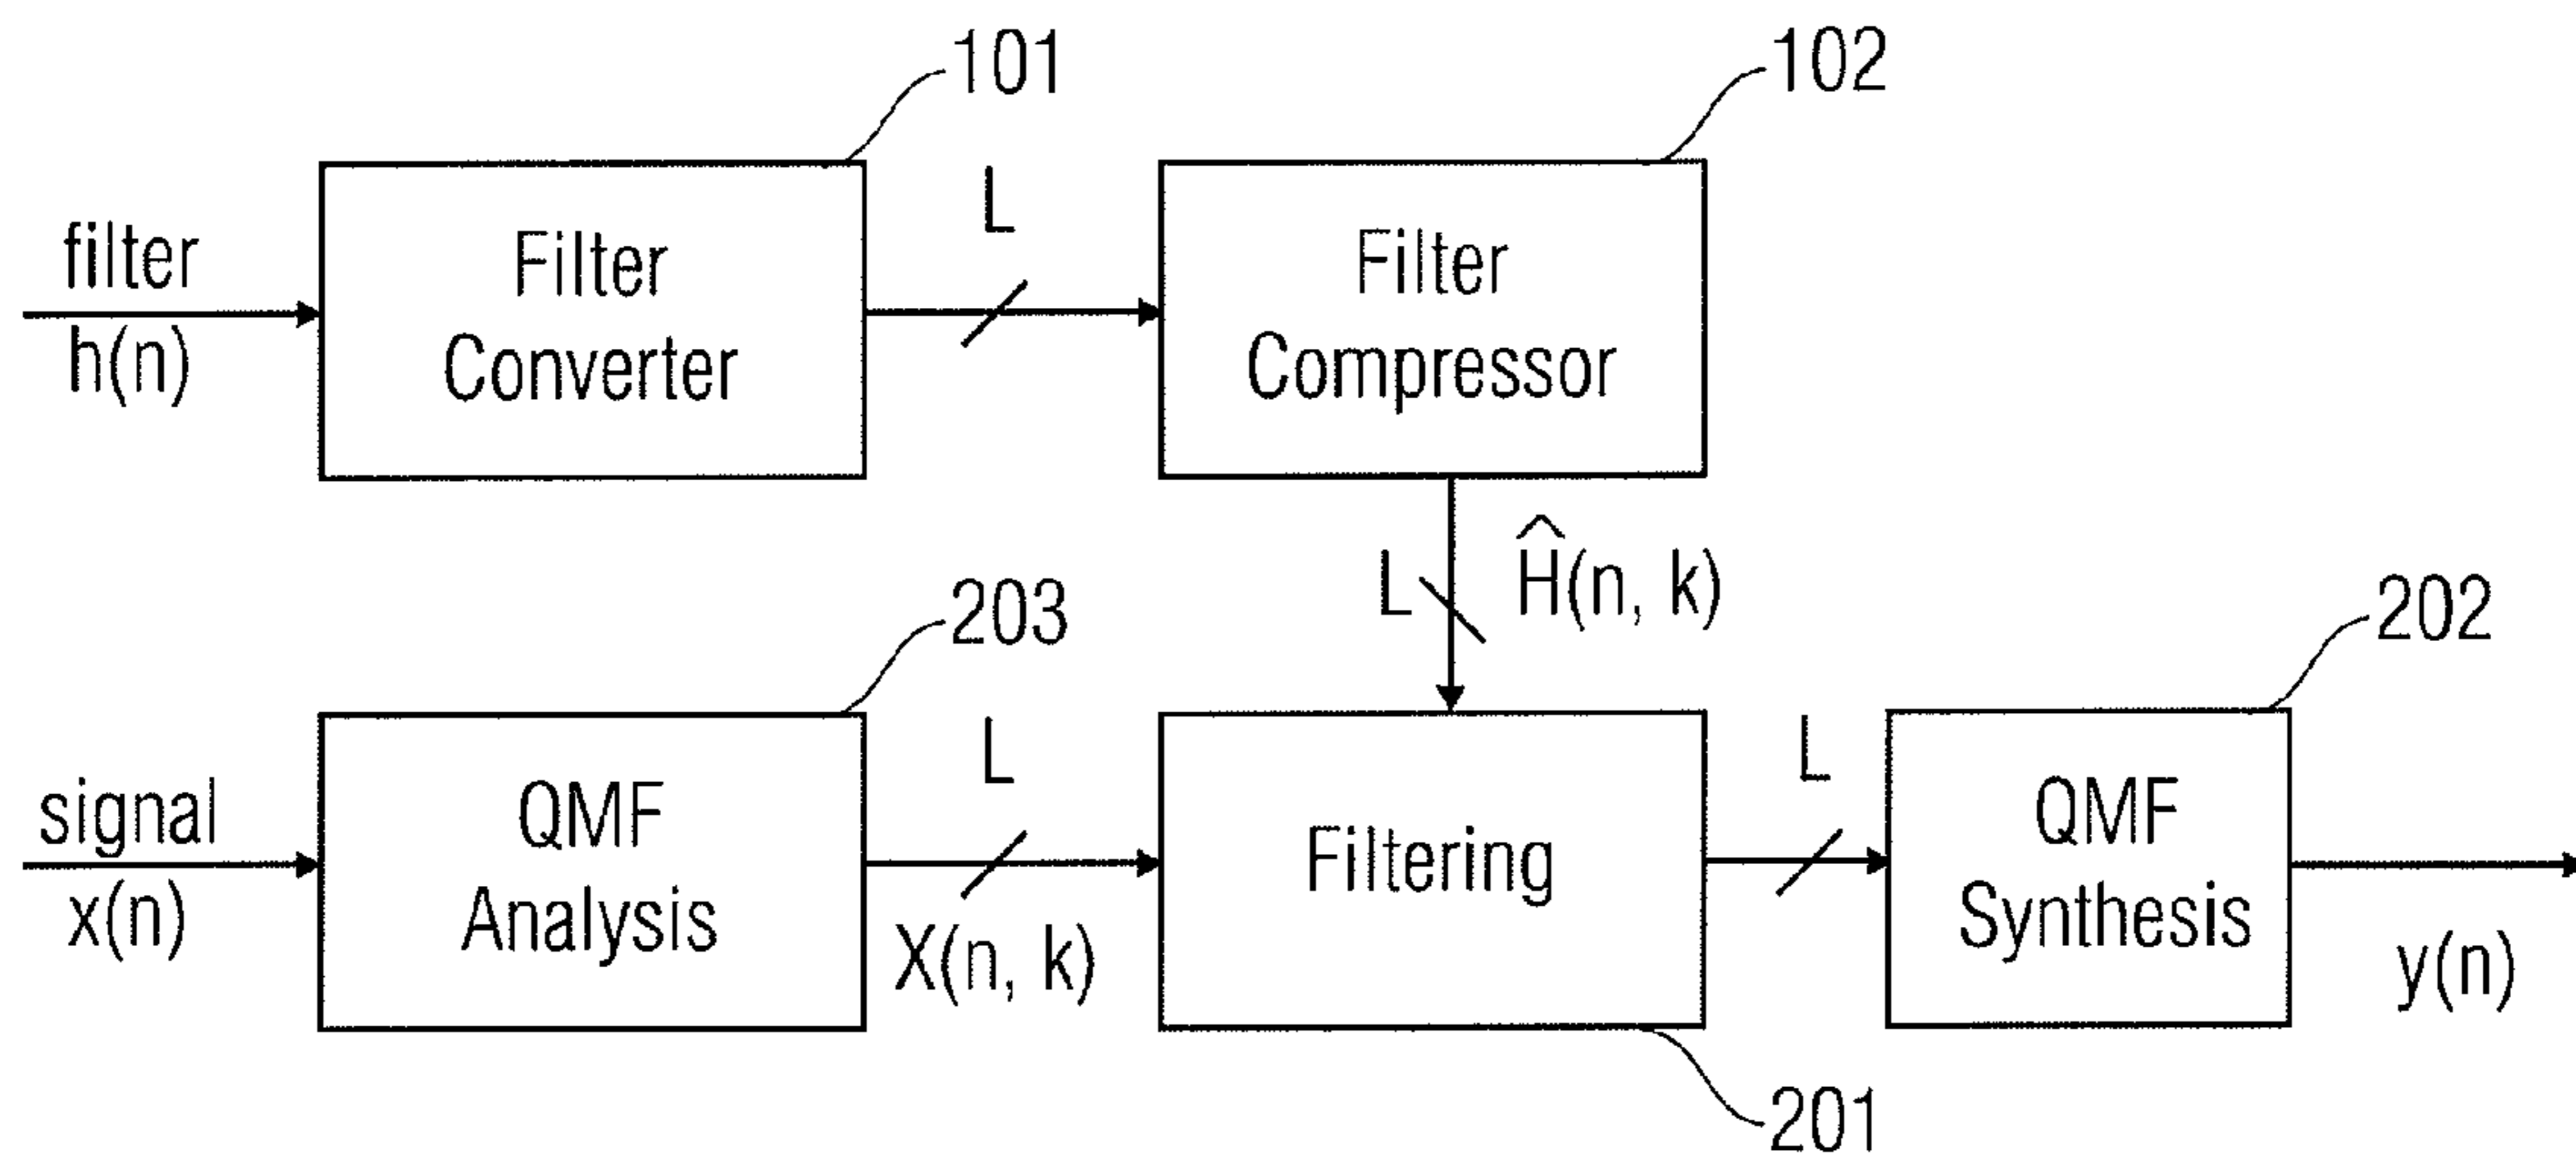 101
102
L
filter
h(n)
Filter
Converter
Filter
Compressor
L
Ĥ(n, k)
203
202
L
L
signal
x(n)
QMF
Analysis
X(n, k)
Filtering
QMF
Synthesis
y(n)
201